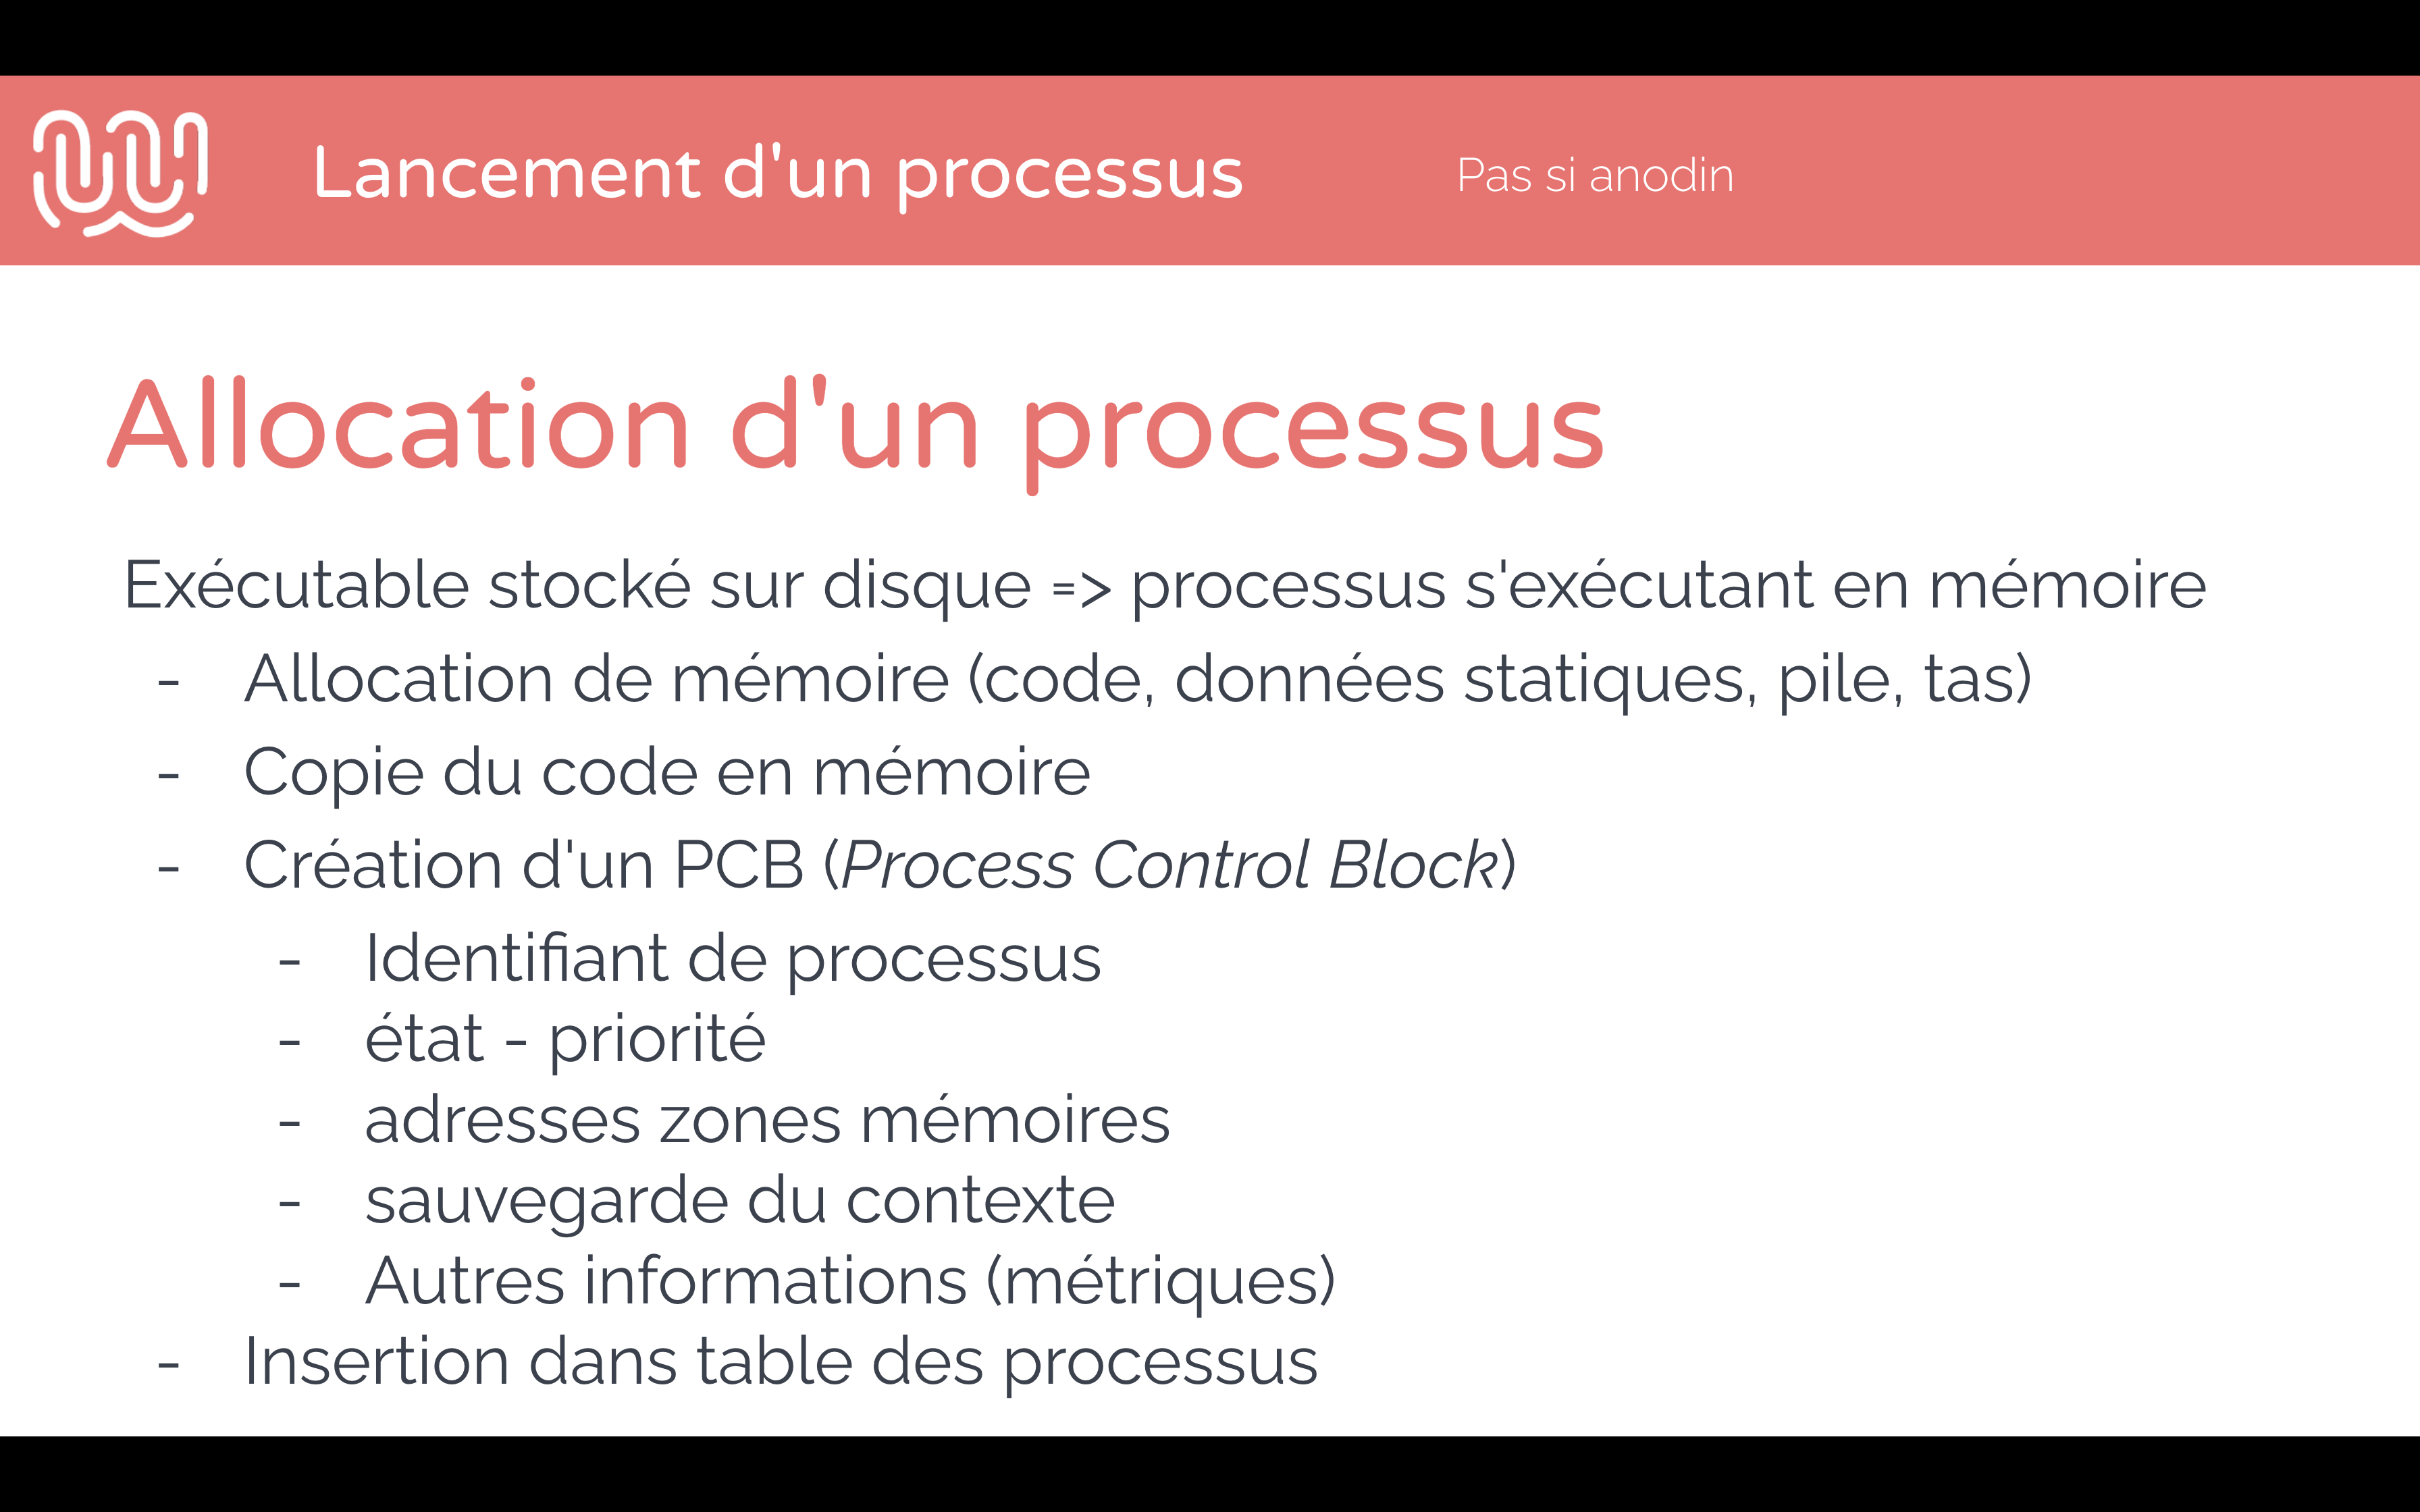 Lancement d'un processus
Pas si anodin
Allocation d'un processus
Exécutable stocké sur disque => processus s'exécutant en mémoire
- Allocation de mémoire (code, données statiques, pile, tas)
- Copie du code en mémoire
- Création d'un PCB (Process Control Block)
- Identifiant de processus
- état - priorité
- adresses zones mémoires
- sauvegarde du contexte
- Autres informations (métriques)
- Insertion dans table des processus